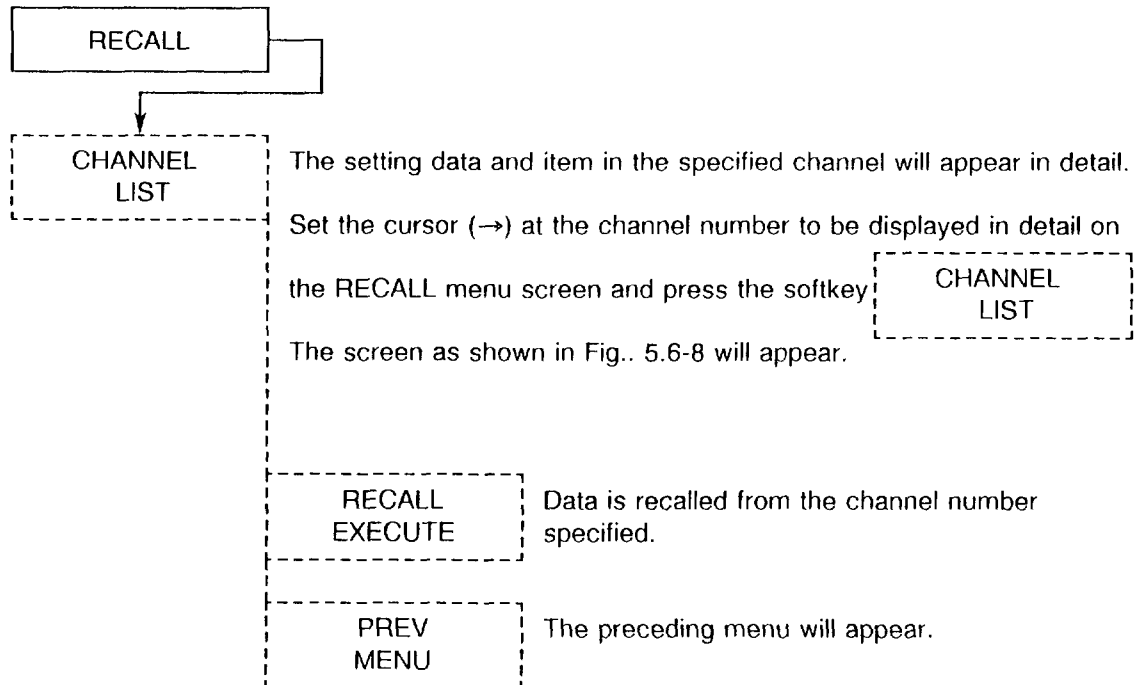 RECALL
CHANNEL
LIST
The setting data and item in the specified channel will appear in detail.
Set the cursor (→) at the channel number to be displayed in detail on
the RECALL menu screen and press the softkey
CHANNEL
LIST
The screen as shown in Fig.. 5.6-8 will appear.
RECALL
EXECUTE
Data is recalled from the channel number
specified.
PREV
MENU
The preceding menu will appear.